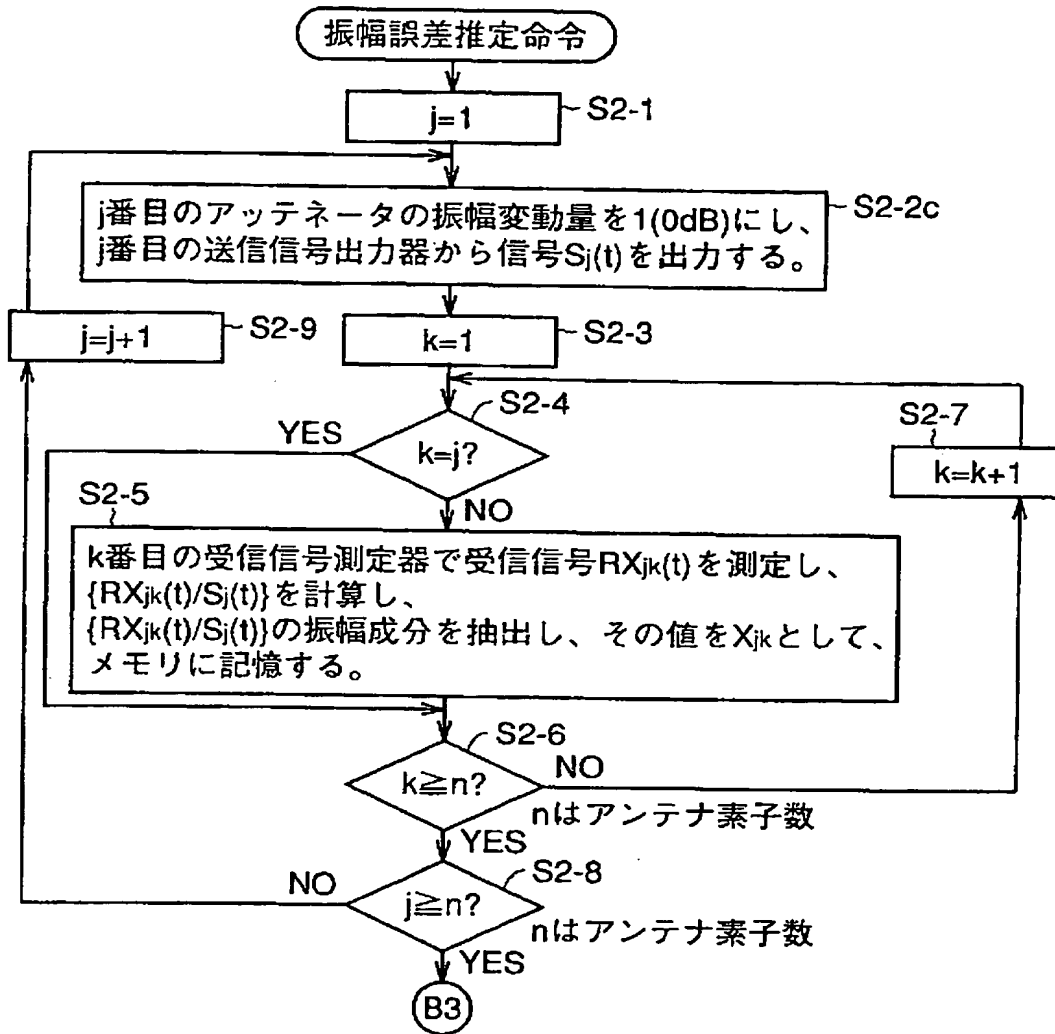 振幅誤差推定命令
j=1
S2-1
j番目のアッテネータの振幅変動量を1(0dB)にし、
j番目の送信信号出力器から信号Sj(t)を出力する。
S2-2c
j=j+1
S2-9
k=1
S2-3
S2-4
YES
k=j?
NO
S2-7
k=k+1
S2-5
k番目の受信信号測定器で受信信号RXjk(t)を測定し、
{RXjk(t)/Sj(t)}を計算し、
{RXjk(t)/Sj(t)}の振幅成分を抽出し、その値をXjkとして、
メモリに記憶する。
S2-6
k≧n?
NO
nはアンテナ素子数
YES
S2-8
NO
j≧n?
nはアンテナ素子数
YES
B3